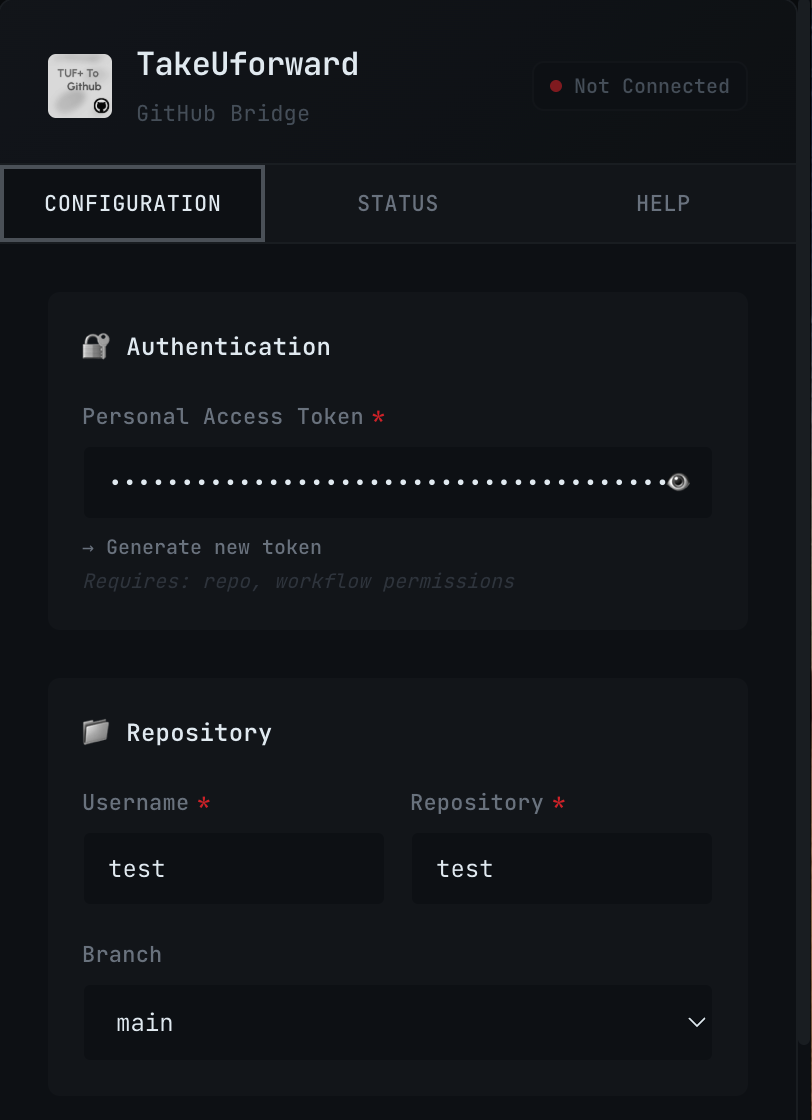 TUF+ To
Github
TakeUforward
GitHub Bridge
Not Connected
CONFIGURATION
STATUS
HELP
Authentication
Personal Access Token *
••••••••••••••••••••••••••••••••••••••••
→ Generate new token
Requires: repo, workflow permissions
Repository
Username *
Repository *
test
test
Branch
main